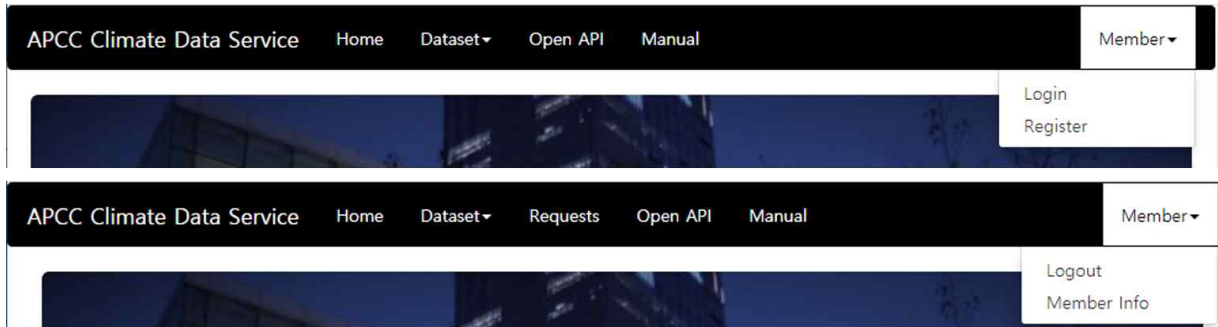 APCC Climate Data Service Home Dataset Open API Manual Member
Login
Register
APCC Climate Data Service Home Dataset Requests Open API Manual Member
Logout
Member Info